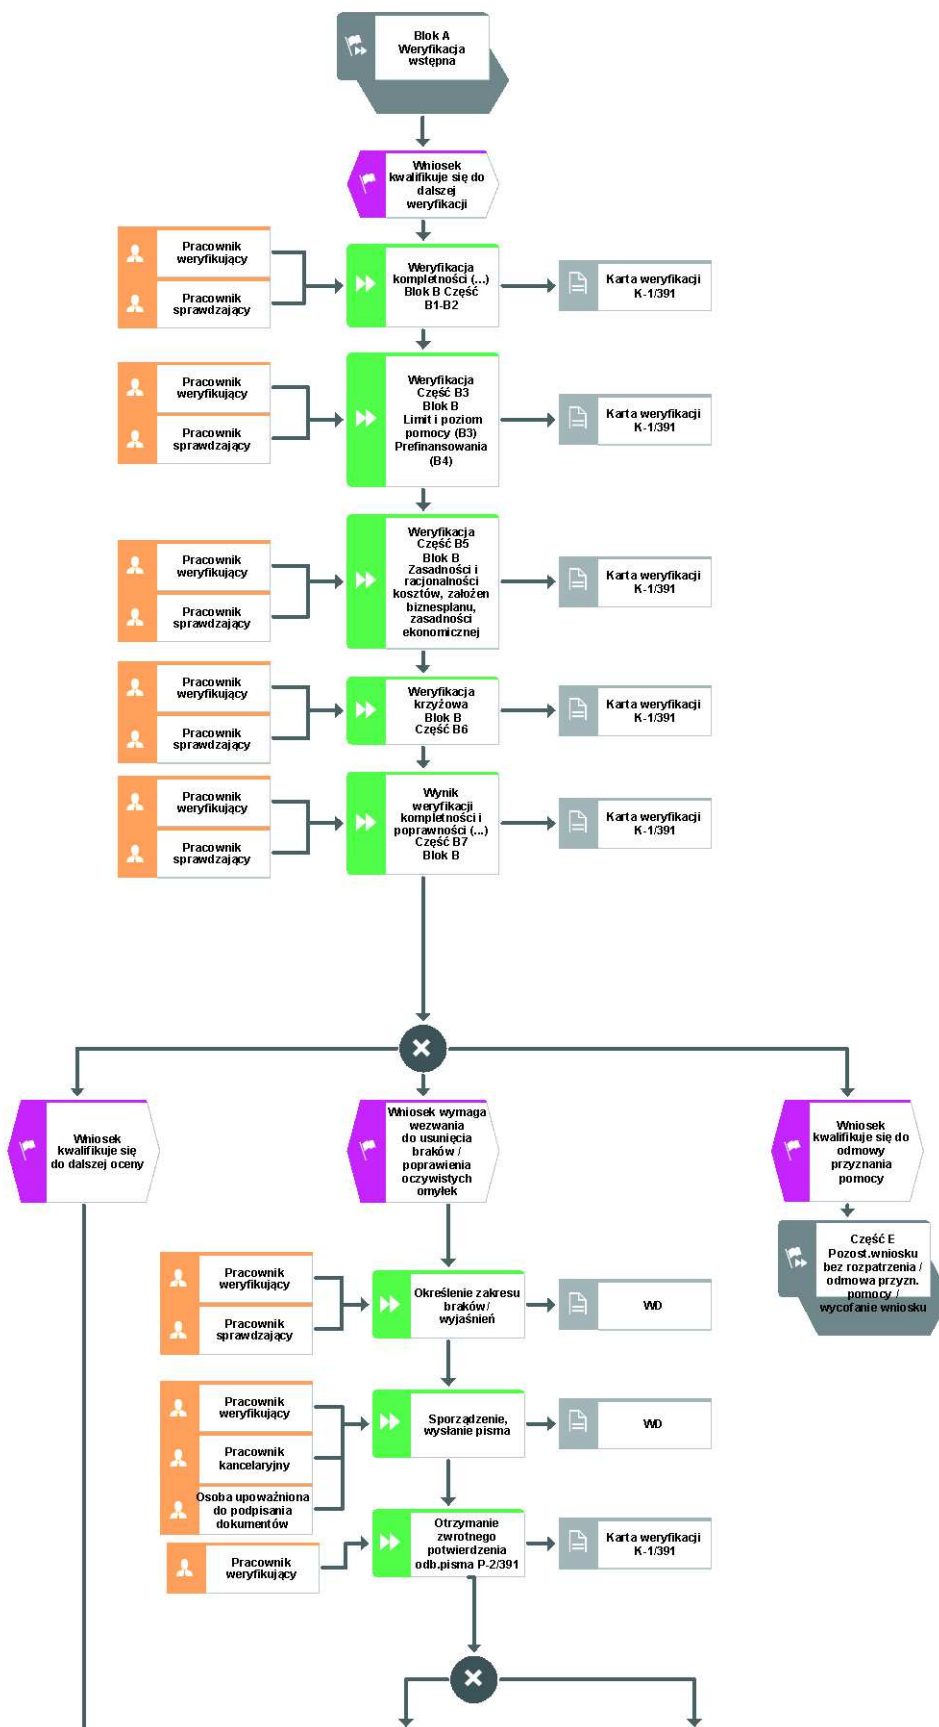 Blok A
Weryfikacja
wstępna
Wniosek
kwalifikuje się do
dalszej
weryfikacji
Pracownik
weryfikujący
Pracownik
sprawdzający
Weryfikacja
kompletności (...)
Blok B Część
B1-B2
Karta weryfikacji
K-1/391
Pracownik
weryfikujący
Pracownik
sprawdzający
Weryfikacja
Część B3
Blok B
Limit i poziom
pomocy (B3)
Prefinansowania
(B4)
Karta weryfikacji
K-1/391
Pracownik
weryfikujący
Pracownik
sprawdzający
Weryfikacja
Część B5
Blok B
Zasadności i
racjonalności
kosztów, założen
biznesplanu,
zasadności
ekonomicznej
Karta weryfikacji
K-1/391
Pracownik
weryfikujący
Pracownik
sprawdzający
Weryfikacja
krzyżowa
Blok B
Część B6
Karta weryfikacji
K-1/391
Pracownik
weryfikujący
Pracownik
sprawdzający
Wynik
weryfikacji
kompletności i
poprawności (...)
Część B7
Blok B
Karta weryfikacji
K-1/391
Wniosek
kwalifikuje się
do dalszej oceny
Wniosek wymaga
wezwania
do usunięcia
braków /
poprawienia
oczywistych
omyłek
Wniosek
kwalifikuje się do
odmowy
przyznania
pomocy
Część E
Pozost.wniosku
bez rozpatrzenia /
odmowa przyzn.
pomocy /
wycofanie wniosku
Pracownik
weryfikujący
Pracownik
sprawdzający
Określenie zakresu
braków/
wyjaśnień
WD
Pracownik
weryfikujący
Pracownik
kancelaryjny
Osoba upoważniona
do podpisania
dokumentów
Sporządzenie,
wysłanie pisma
WD
Pracownik
weryfikujący
Otrzymanie
zwrotnego
potwierdzenia
odb.pisma P-2/391
Karta weryfikacji
K-1/391